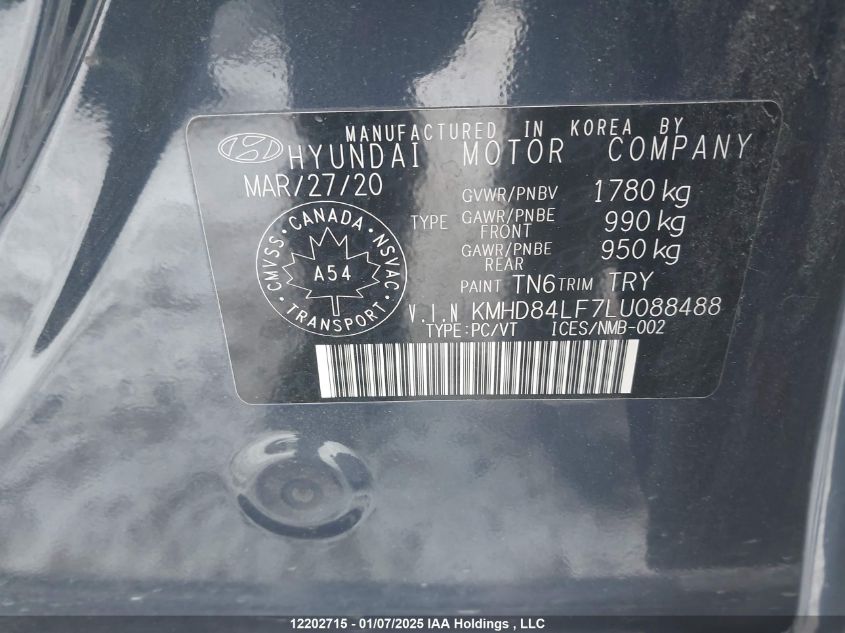 MANUFACTURED IN KOREA BY
HYUNDAI MOTOR COMPANY
MAR/27/20
GVWR/PNBV 1780 kg
TYPE GAWR/PNBE FRONT 990 kg
GAWR/PNBE REAR 950 kg
PAINT TN6 TRIM TRY
CMVSS · CANADA · NSVAC
A54
TRANSPORT
V.I.N KMHD84LF7LU088488
TYPE:PC/VT ICES/NMB-002
12202715 - 01/07/2025 IAA Holdings , LLC